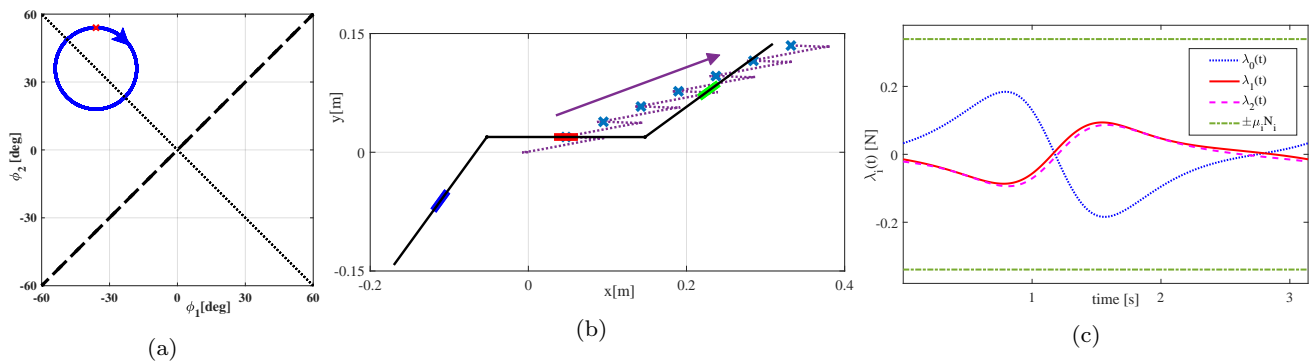 60
30
0
-30
-60
ϕ2 [deg]
-60 -30 0 30 60
ϕ1[deg]
(a)
0.15
0
-0.15
y[m]
-0.2 0 0.2 0.4
x[m]
(b)
0.2
0
-0.2
λi(t) [N]
λ0(t)
λ1(t)
λ2(t)
±μiNi
1 2 3
time [s]
(c)